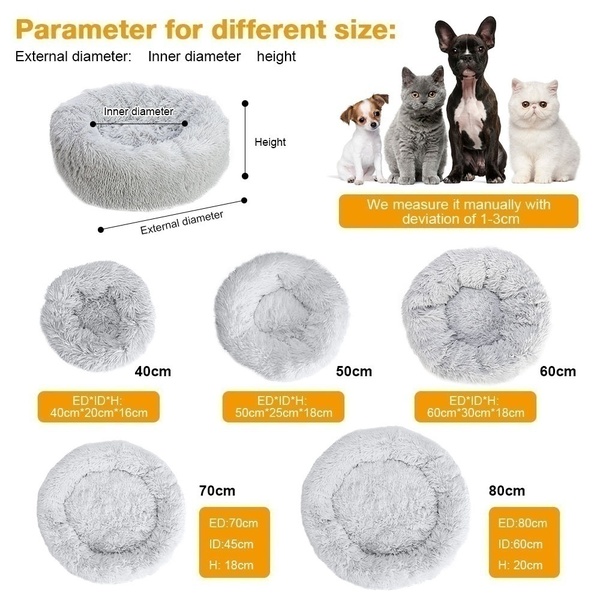 Parameter for different size:
External diameter: Inner diameter height
Inner diameter
Height
External diameter
We measure it manually with
deviation of 1-3cm
40cm
ED*ID*H:
40cm*20cm*16cm
50cm
ED*ID*H:
50cm*25cm*18cm
60cm
ED*ID*H:
60cm*30cm*18cm
70cm
ED:70cm
ID:45cm
H: 18cm
80cm
ED:80cm
ID:60cm
H: 20cm